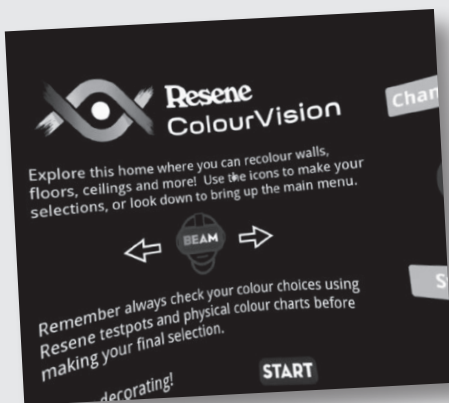 Resene
ColourVision
Explore this home where you can recolour walls,
floors, ceilings and more! Use the icons to make your
selections, or look down to bring up the main menu.
BEAM
Remember always check your colour choices using
Resene testpots and physical colour charts before
making your final selection.
decorating!
START